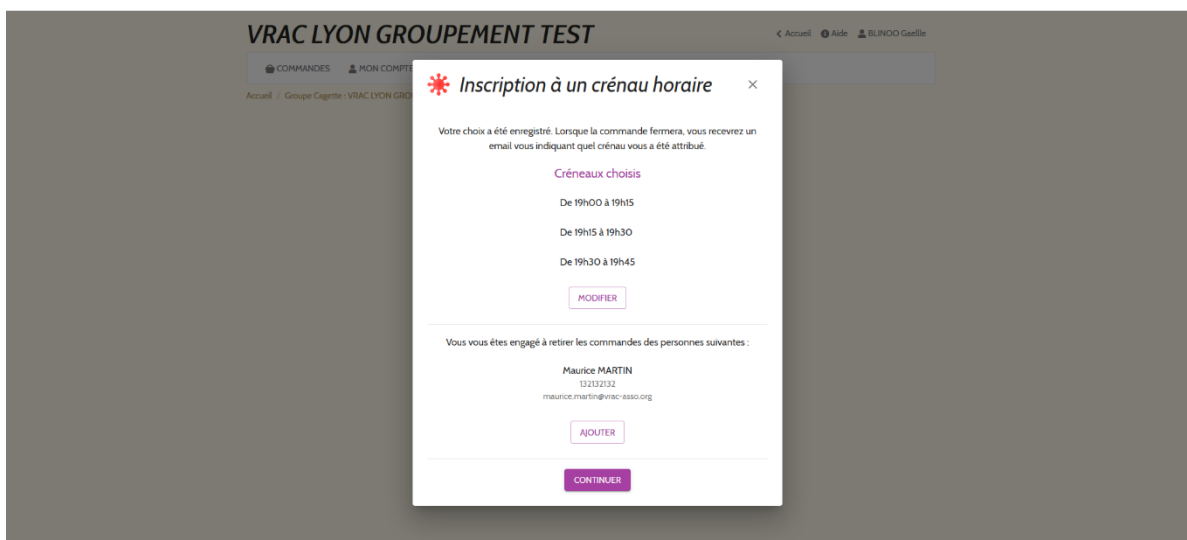 VRAC LYON GROUPEMENT TEST
Accueil Aide BLINOO Gaellle
COMMANDES MON COMPTE
Accueil / Groupe Cagette : VRAC LYON GRO
Inscription à un crénau horaire ×
Votre choix a été enregistré. Lorsque la commande fermera, vous recevrez un
email vous indiquant quel crénau vous a été attribué.
Créneaux choisis
De 19h00 à 19h15
De 19h15 à 19h30
De 19h30 à 19h45
MODIFIER
Vous vous êtes engagé à retirer les commandes des personnes suivantes :
Maurice MARTIN
132132132
maurice.martin@vrac-asso.org
AJOUTER
CONTINUER